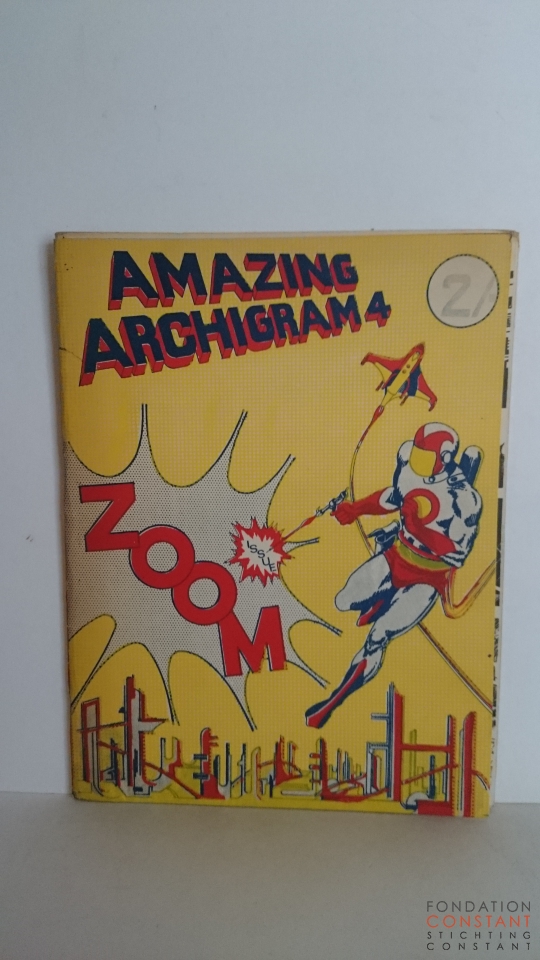 AMAZING
ARCHIGRAM 4
2/
ZOOM
ISSUE
FONDATION
CONSTANT
STICHTING
CONSTANT